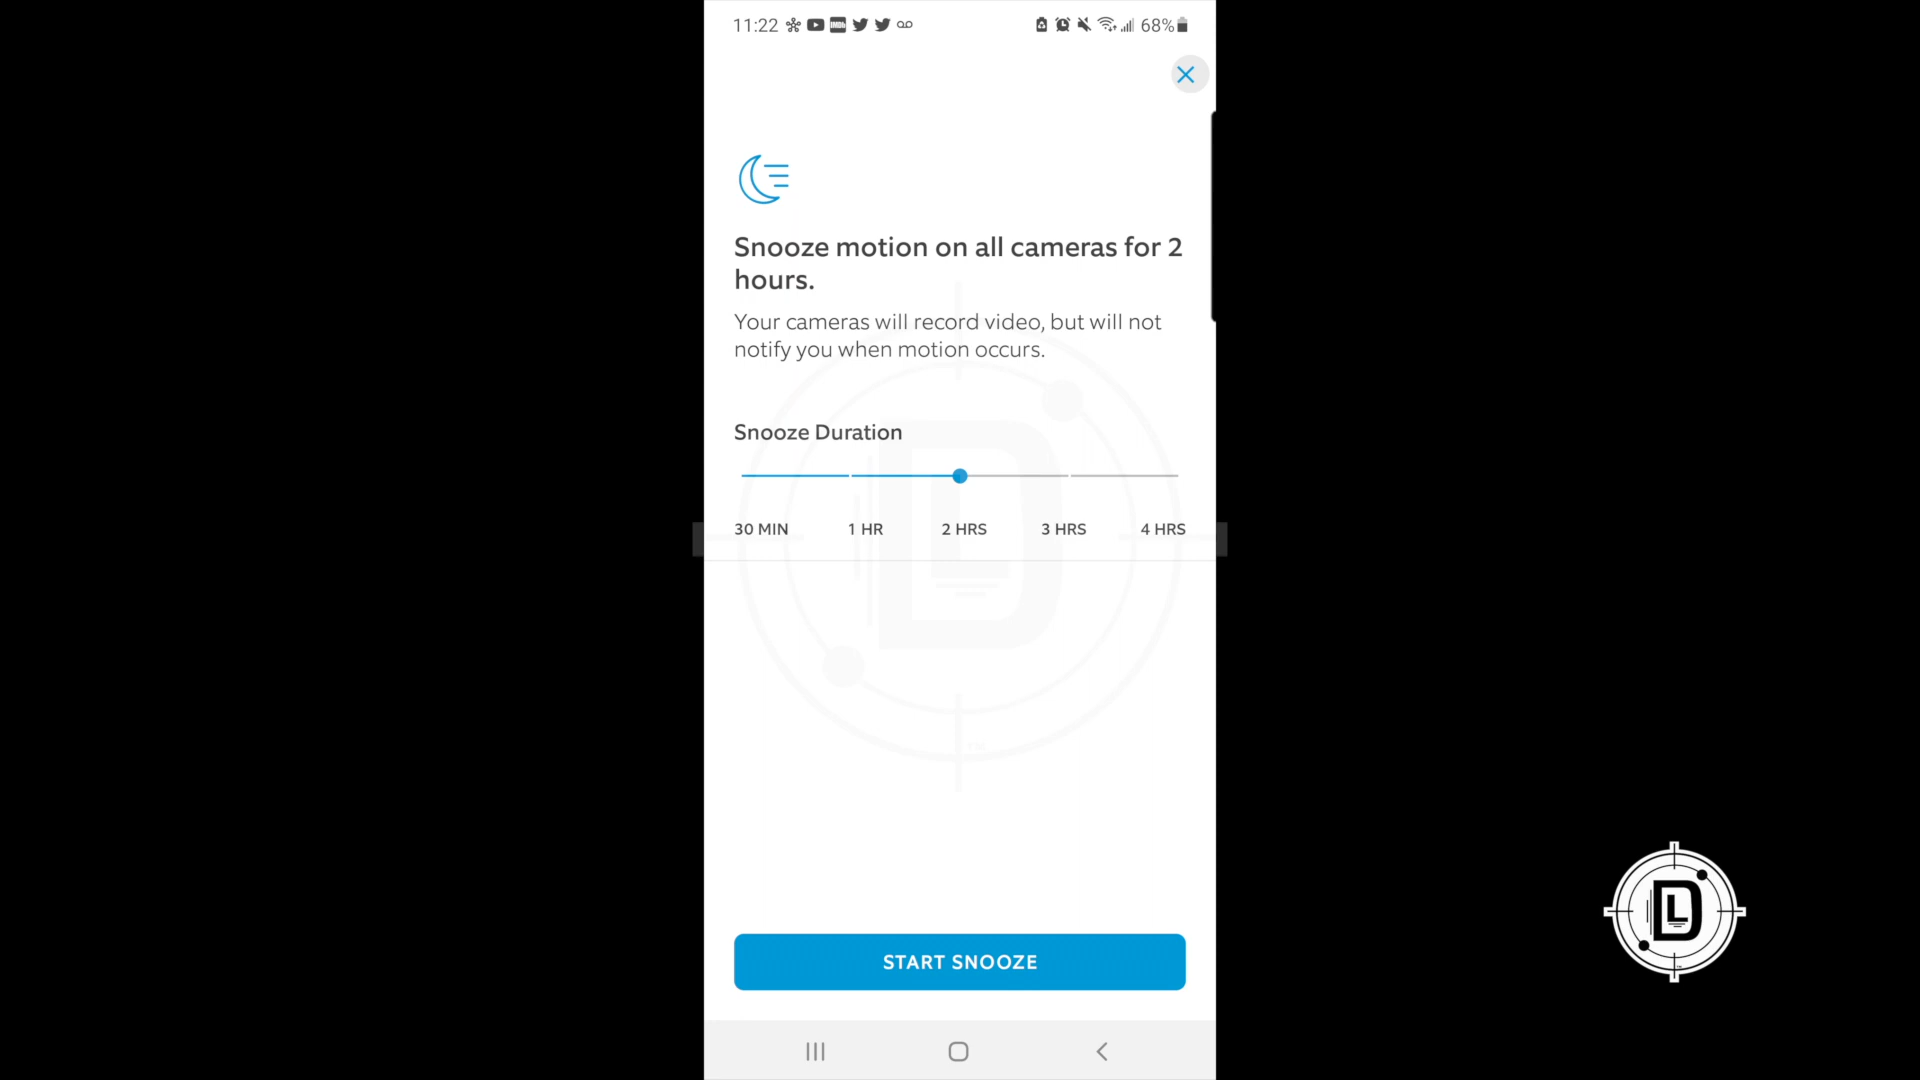 11:22
68%
Snooze motion on all cameras for 2
hours.
Your cameras will record video, but will not
notify you when motion occurs.
Snooze Duration
30 MIN 1 HR 2 HRS 3 HRS 4 HRS
START SNOOZE
DL